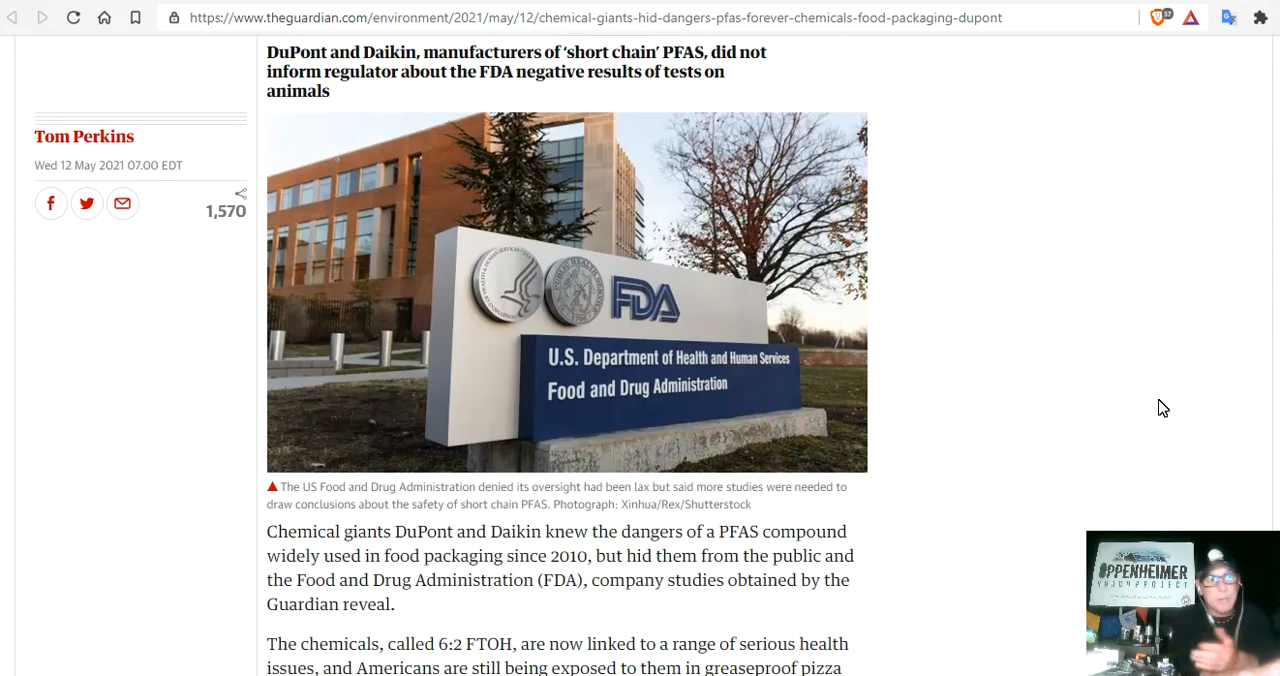 https://www.theguardian.com/environment/2021/may/12/chemical-giants-hid-dangers-pfas-forever-chemicals-food-packaging-dupont
37
DuPont and Daikin, manufacturers of ‘short chain’ PFAS, did not
inform regulator about the FDA negative results of tests on
animals
Tom Perkins
Wed 12 May 2021 07.00 EDT
1,570
FDA
U.S. Department of Health and Human Services
Food and Drug Administration
The US Food and Drug Administration denied its oversight had been lax but said more studies were needed to
draw conclusions about the safety of short chain PFAS. Photograph: Xinhua/Rex/Shutterstock
Chemical giants DuPont and Daikin knew the dangers of a PFAS compound
widely used in food packaging since 2010, but hid them from the public and
the Food and Drug Administration (FDA), company studies obtained by the
Guardian reveal.
The chemicals, called 6:2 FTOH, are now linked to a range of serious health
issues, and Americans are still being exposed to them in greaseproof pizza
OPPENHEIMER